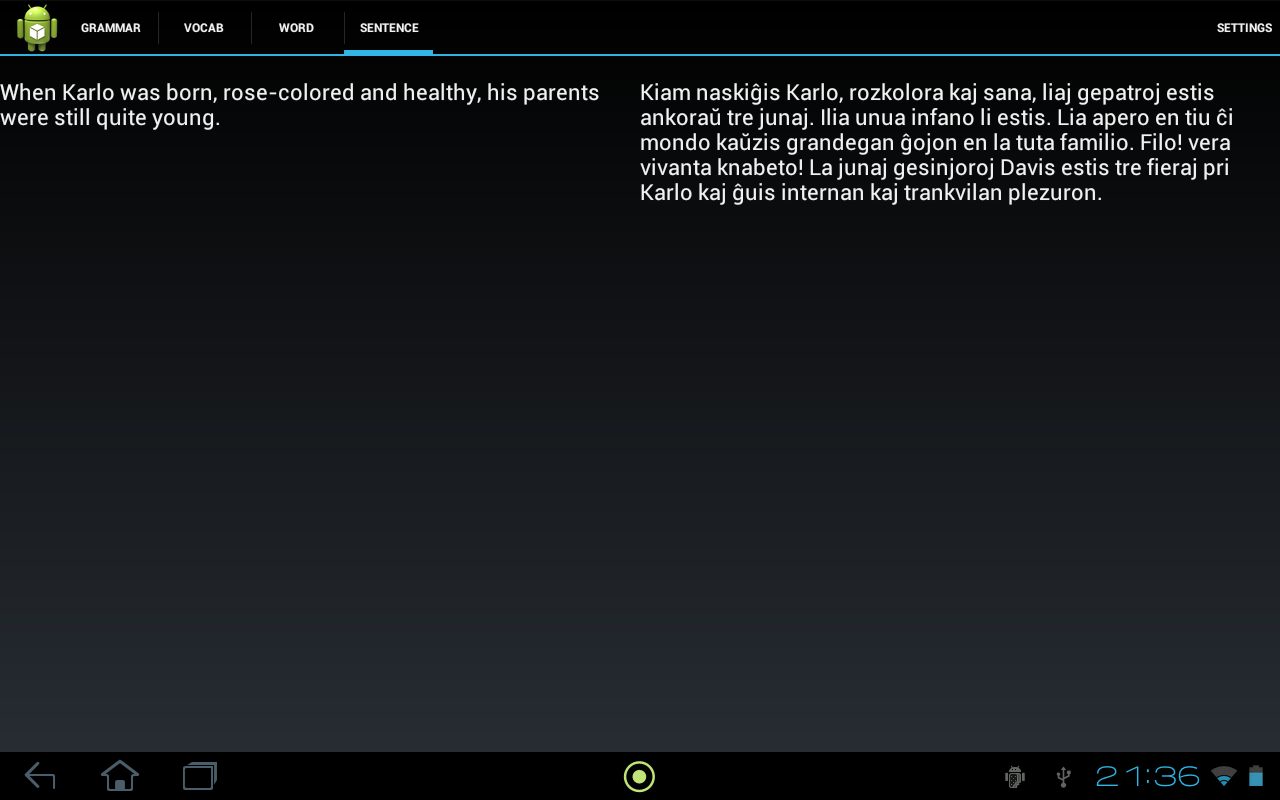 GRAMMAR VOCAB WORD SENTENCE SETTINGS
When Karlo was born, rose-colored and healthy, his parents
were still quite young.
Kiam naskiĝis Karlo, rozkolora kaj sana, liaj gepatroj estis
ankoraŭ tre junaj. Ilia unua infano li estis. Lia apero en tiu ĉi
mondo kaŭzis grandegan ĝojon en la tuta familio. Filo! vera
vivanta knabeto! La junaj gesinjoroj Davis estis tre fieraj pri
Karlo kaj ĝuis internan kaj trankvilan plezuron.
21:36